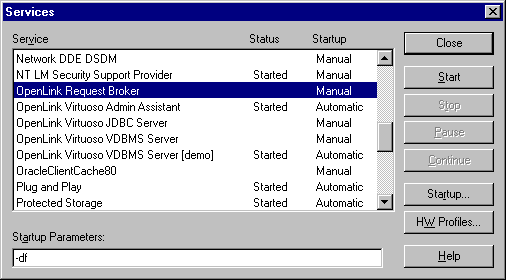 Services
Service Status Startup
Network DDE DSDM Manual
NT LM Security Support Provider Started Manual
OpenLink Request Broker Manual
OpenLink Virtuoso Admin Assistant Started Automatic
OpenLink Virtuoso JDBC Server Manual
OpenLink Virtuoso VDBMS Server Manual
OpenLink Virtuoso VDBMS Server [demo] Started Automatic
OracleClientCache80 Manual
Plug and Play Started Automatic
Protected Storage Started Automatic
Startup Parameters:
-df
Close
Start
Stop
Pause
Continue
Startup...
HW Profiles...
Help